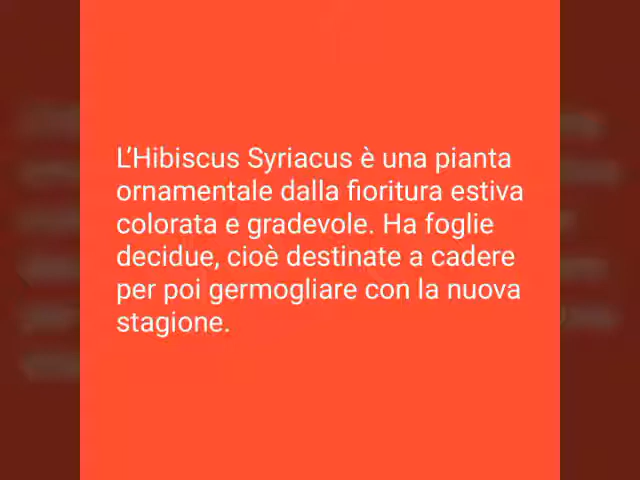 L'Hibiscus Syriacus è una pianta
ornamentale dalla fioritura estiva
colorata e gradevole. Ha foglie
decidue, cioè destinate a cadere
per poi germogliare con la nuova
stagione.